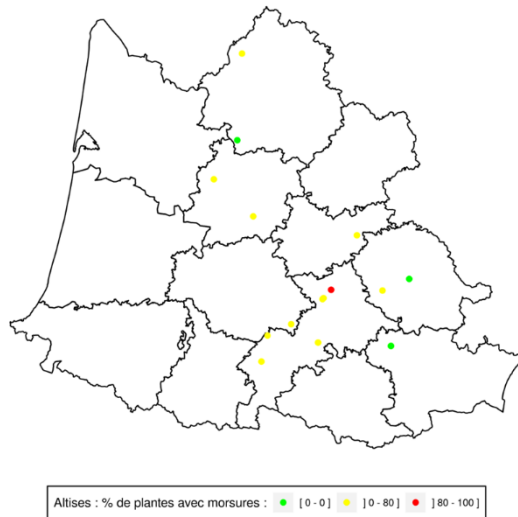 Altises : % de plantes avec morsures : [ 0 - 0 ] ] 0 - 80 ] ] 80 - 100 ]